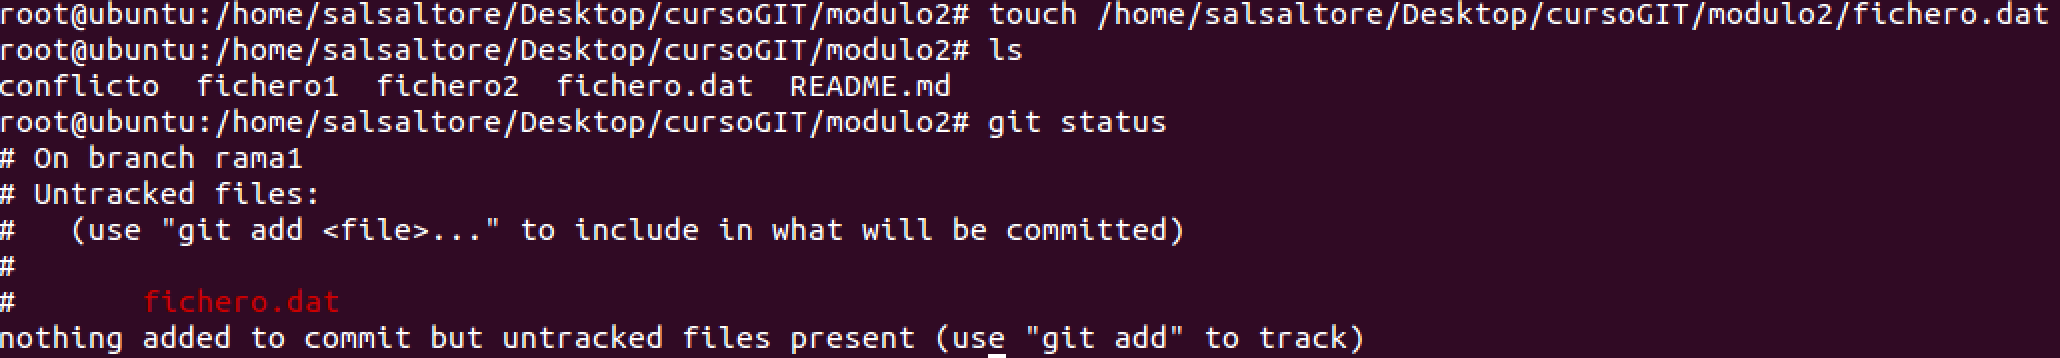 root@ubuntu:/home/salsaltore/Desktop/cursoGIT/modulo2# touch /home/salsaltore/Desktop/cursoGIT/modulo2/fichero.dat
root@ubuntu:/home/salsaltore/Desktop/cursoGIT/modulo2# ls
conflicto  fichero1  fichero2  fichero.dat  README.md
root@ubuntu:/home/salsaltore/Desktop/cursoGIT/modulo2# git status
# On branch rama1
# Untracked files:
#   (use "git add <file>..." to include in what will be committed)
#
#       fichero.dat
nothing added to commit but untracked files present (use "git add" to track)